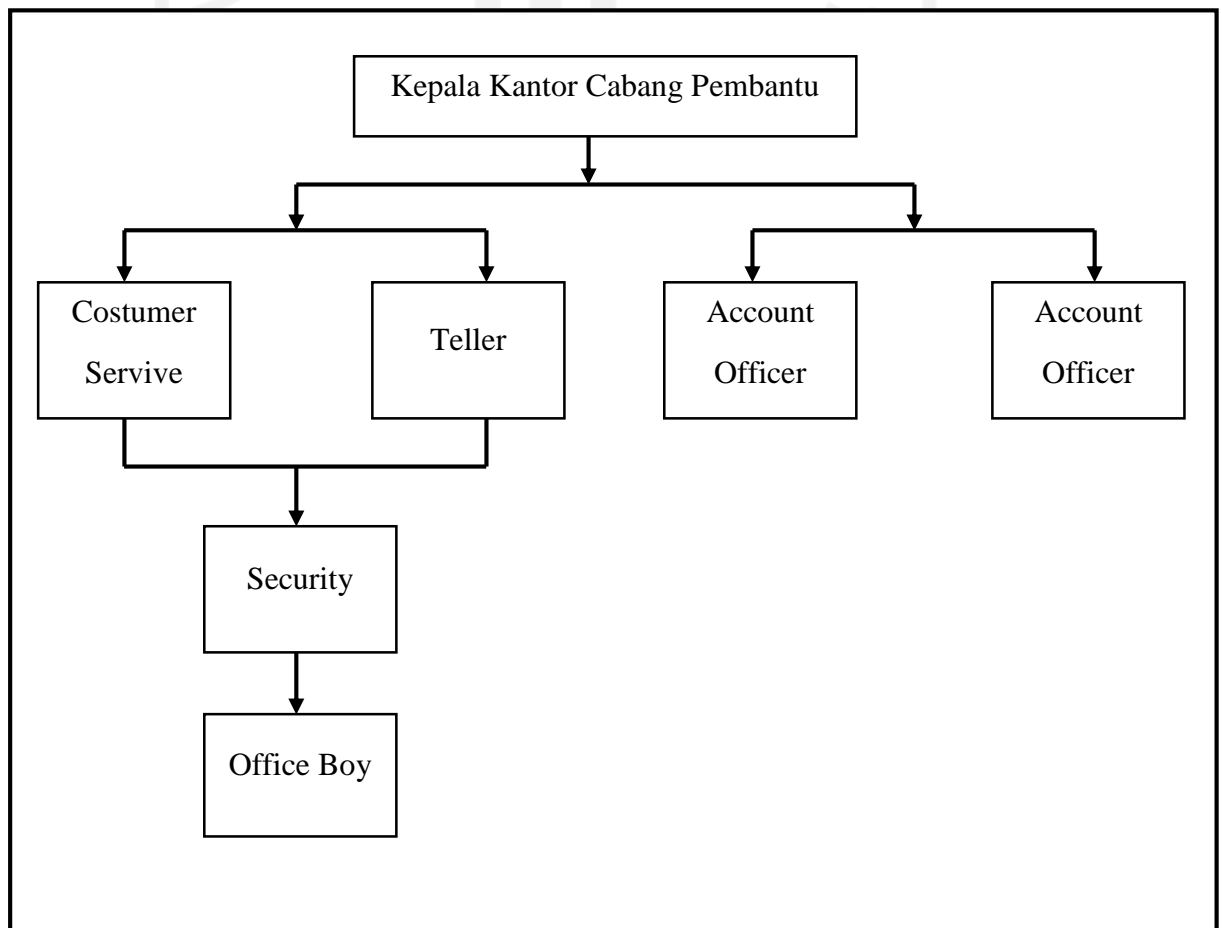 Kepala Kantor Cabang Pembantu
Costumer
Servive
Teller
Account
Officer
Account
Officer
Security
Office Boy